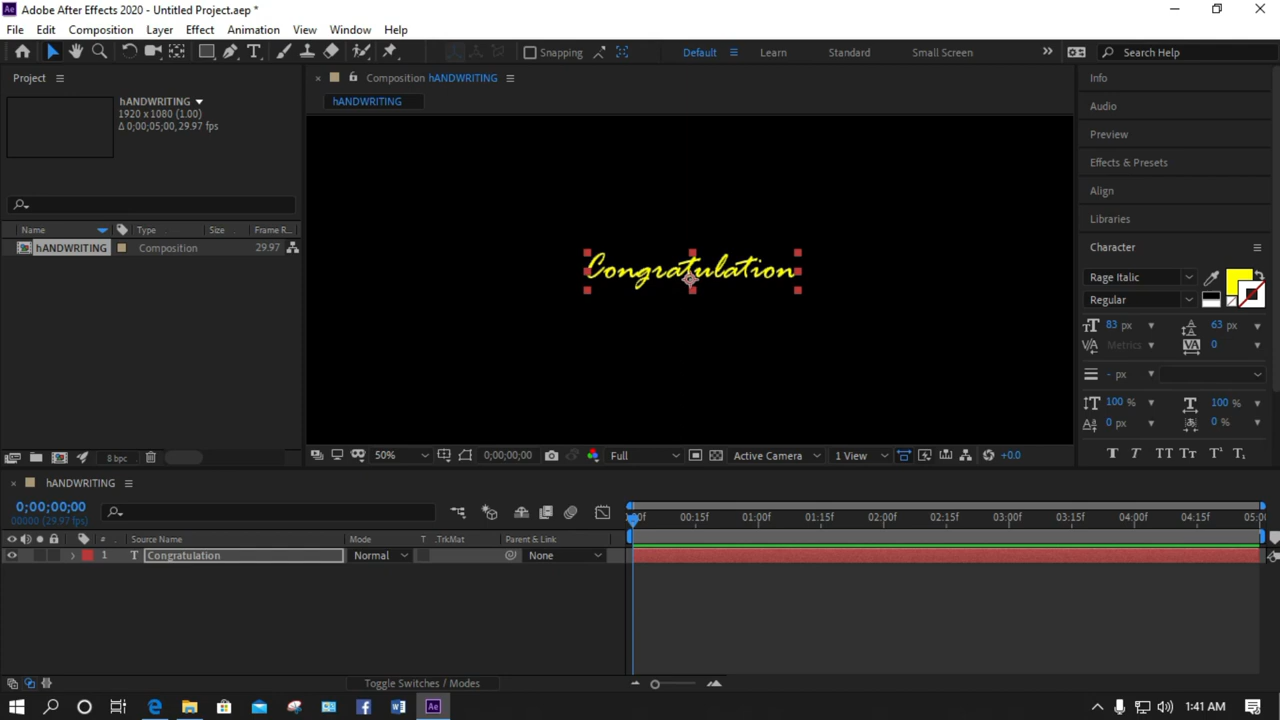 Adobe After Effects 2020 - Untitled Project.aep *
File Edit Composition Layer Effect Animation View Window Help
Snapping Default Learn Standard Small Screen Search Help
Project
Composition hANDWRITING
hANDWRITING
1920 x 1080 (1.00)
Δ 0;00;05;00, 29.97 fps
hANDWRITING
Name Type Size Frame R...
hANDWRITING Composition 29.97
8 bpc
Congratulation
50% 0;00;00;00 Full Active Camera 1 View +0.0
Info
Audio
Preview
Effects & Presets
Align
Libraries
Character
Rage Italic
Regular
83 px 63 px
Metrics 0
- px
100 % 100 %
0 px 0 %
hANDWRITING
0;00;00;00
00000 (29.97 fps)
:00f 00:15f 01:00f 01:15f 02:00f 02:15f 03:00f 03:15f 04:00f 04:15f 05:0
# Source Name Mode T .TrkMat Parent & Link
1 T Congratulation Normal None
Toggle Switches / Modes
1:41 AM